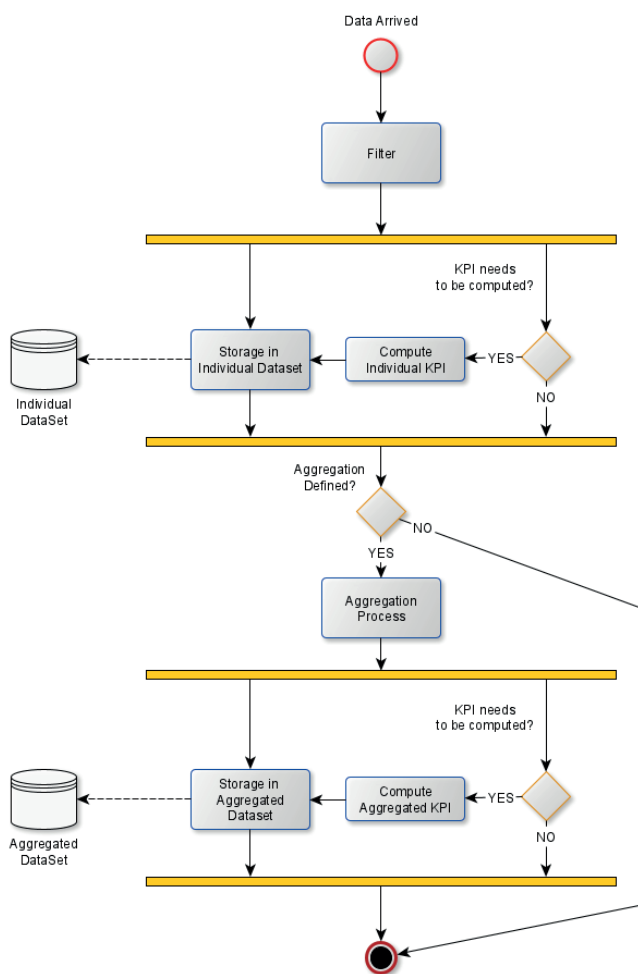 Data Arrived
Filter
KPI needs
to be computed?
Storage in
Individual Dataset
Compute
Individual KPI
YES
Individual
DataSet
NO
Aggregation
Defined?
NO
YES
Aggregation
Process
KPI needs
to be computed?
Storage in
Aggregated
Dataset
Compute
Aggregated KPI
YES
Aggregated
DataSet
NO